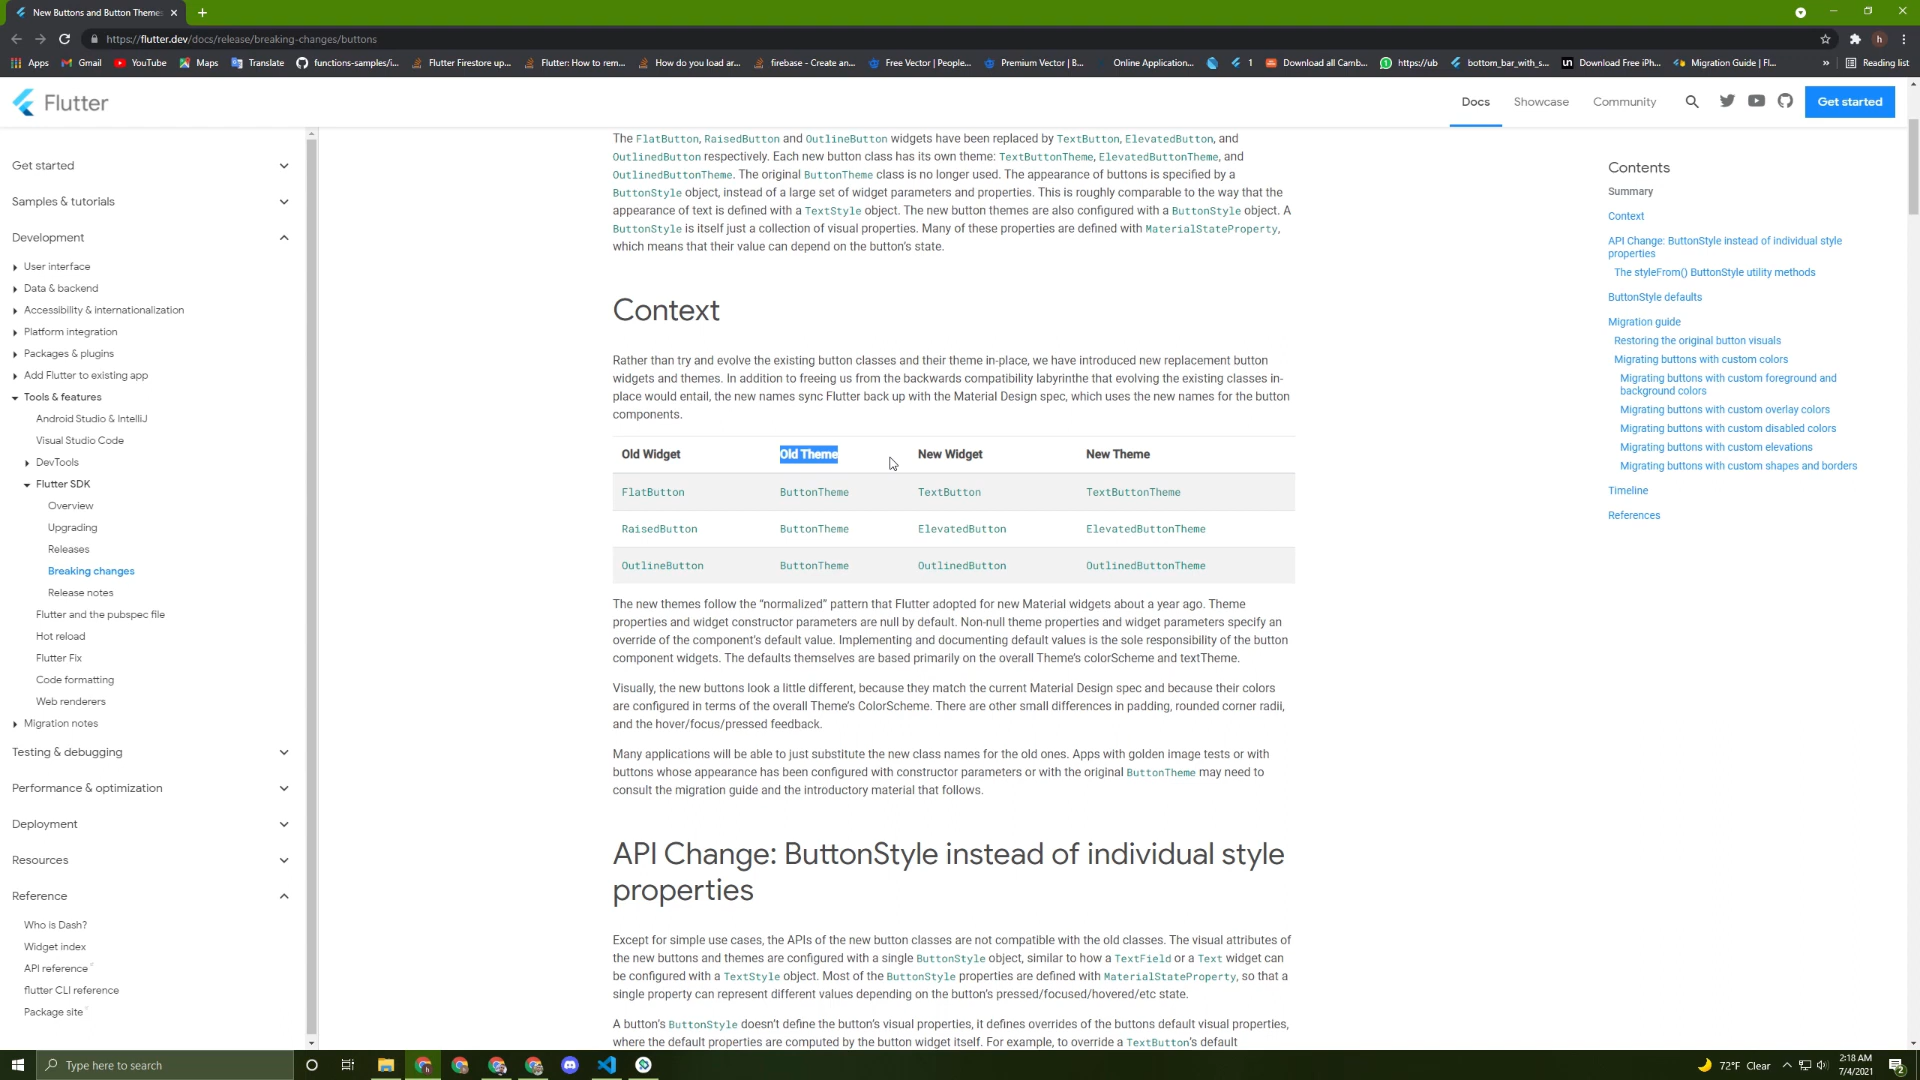 New Buttons and Button Themes
https://flutter.dev/docs/release/breaking-changes/buttons
Apps
Gmail
YouTube
Maps
Translate
functions-samples/i...
Flutter Firestore up...
Flutter: How to rem...
How do you load ar...
firebase - Create an...
Free Vector | People...
Premium Vector | B...
Online Application...
1
Download all Camb...
https://ub
bottom_bar_with_s...
un
Download Free iPh...
Migration Guide | Fl...
»
Reading list
Flutter
Docs
Showcase
Community
Get started
Get started
Samples & tutorials
Development
User interface
Data & backend
Accessibility & internationalization
Platform integration
Packages & plugins
Add Flutter to existing app
Tools & features
Android Studio & IntelliJ
Visual Studio Code
DevTools
Flutter SDK
Overview
Upgrading
Releases
Breaking changes
Release notes
Flutter and the pubspec file
Hot reload
Flutter Fix
Code formatting
Web renderers
Migration notes
Testing & debugging
Performance & optimization
Deployment
Resources
Reference
Who is Dash?
Widget index
API reference
flutter CLI reference
Package site
The FlatButton, RaisedButton and OutlineButton widgets have been replaced by TextButton, ElevatedButton, and
OutlinedButton respectively. Each new button class has its own theme: TextButtonTheme, ElevatedButtonTheme, and
OutlinedButtonTheme. The original ButtonTheme class is no longer used. The appearance of buttons is specified by a
ButtonStyle object, instead of a large set of widget parameters and properties. This is roughly comparable to the way that the
appearance of text is defined with a TextStyle object. The new button themes are also configured with a ButtonStyle object. A
ButtonStyle is itself just a collection of visual properties. Many of these properties are defined with MaterialStateProperty,
which means that their value can depend on the button's state.
Context
Rather than try and evolve the existing button classes and their theme in-place, we have introduced new replacement button
widgets and themes. In addition to freeing us from the backwards compatibility labyrinthe that evolving the existing classes in-
place would entail, the new names sync Flutter back up with the Material Design spec, which uses the new names for the button
components.
Old Widget Old Theme New Widget New Theme
FlatButton ButtonTheme TextButton TextButtonTheme
RaisedButton ButtonTheme ElevatedButton ElevatedButtonTheme
OutlineButton ButtonTheme OutlinedButton OutlinedButtonTheme
The new themes follow the “normalized” pattern that Flutter adopted for new Material widgets about a year ago. Theme
properties and widget constructor parameters are null by default. Non-null theme properties and widget parameters specify an
override of the component's default value. Implementing and documenting default values is the sole responsibility of the button
component widgets. The defaults themselves are based primarily on the overall Theme's colorScheme and textTheme.
Visually, the new buttons look a little different, because they match the current Material Design spec and because their colors
are configured in terms of the overall Theme's ColorScheme. There are other small differences in padding, rounded corner radii,
and the hover/focus/pressed feedback.
Many applications will be able to just substitute the new class names for the old ones. Apps with golden image tests or with
buttons whose appearance has been configured with constructor parameters or with the original ButtonTheme may need to
consult the migration guide and the introductory material that follows.
API Change: ButtonStyle instead of individual style
properties
Except for simple use cases, the APIs of the new button classes are not compatible with the old classes. The visual attributes of
the new buttons and themes are configured with a single ButtonStyle object, similar to how a TextField or a Text widget can
be configured with a TextStyle object. Most of the ButtonStyle properties are defined with MaterialStateProperty, so that a
single property can represent different values depending on the button's pressed/focused/hovered/etc state.
A button's ButtonStyle doesn't define the button's visual properties, it defines overrides of the buttons default visual properties,
where the default properties are computed by the button widget itself. For example, to override a TextButton's default
Contents
Summary
Context
API Change: ButtonStyle instead of individual style
properties
The styleFrom() ButtonStyle utility methods
ButtonStyle defaults
Migration guide
Restoring the original button visuals
Migrating buttons with custom colors
Migrating buttons with custom foreground and
background colors
Migrating buttons with custom overlay colors
Migrating buttons with custom disabled colors
Migrating buttons with custom elevations
Migrating buttons with custom shapes and borders
Timeline
References
Type here to search
72°F Clear
2:18 AM
7/4/2021
2